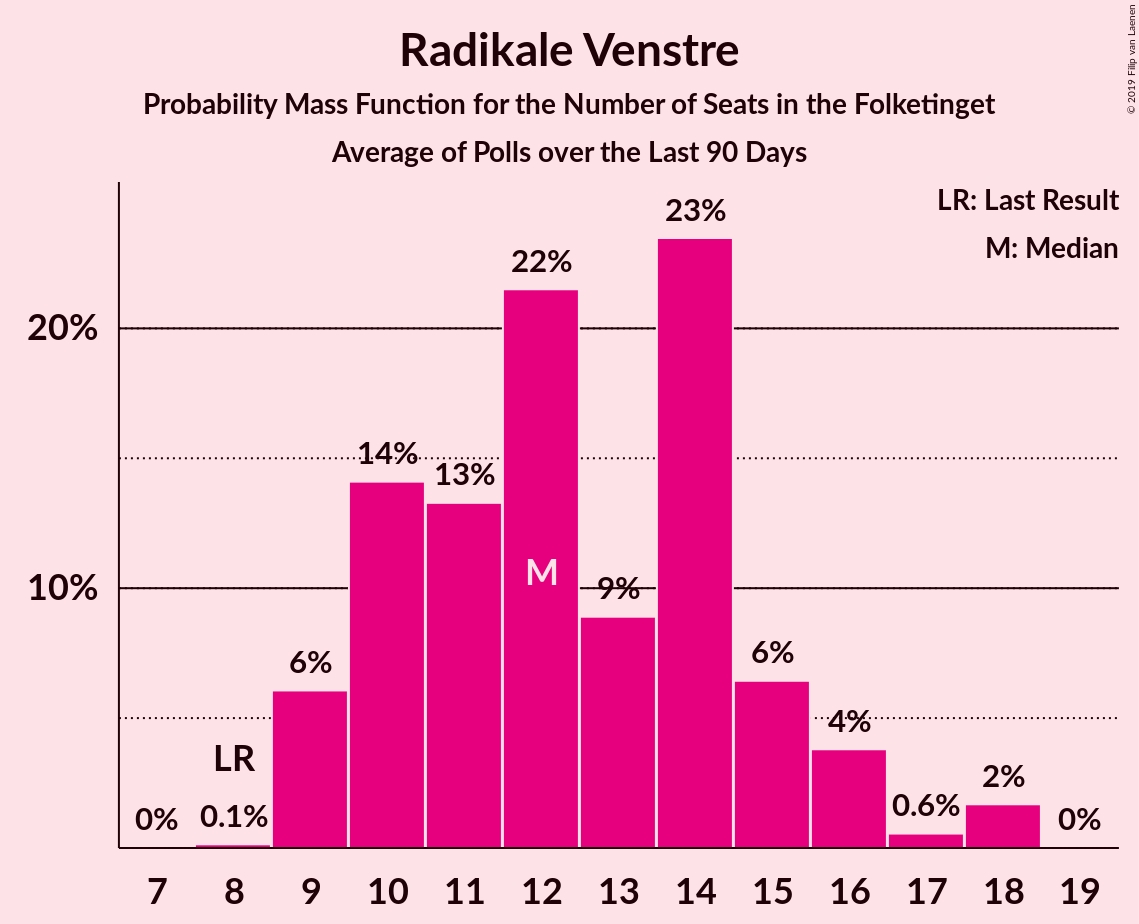 Radikale Venstre
Probability Mass Function for the Number of Seats in the Folketinget
Average of Polls over the Last 90 Days
© 2019 Filip van Laenen
LR: Last Result
M: Median
23%
22%
20%
14%
13%
M
10%
9%
6%
6%
4%
LR
2%
0%
0.1%
0.6%
0%
7 8 9 10 11 12 13 14 15 16 17 18 19